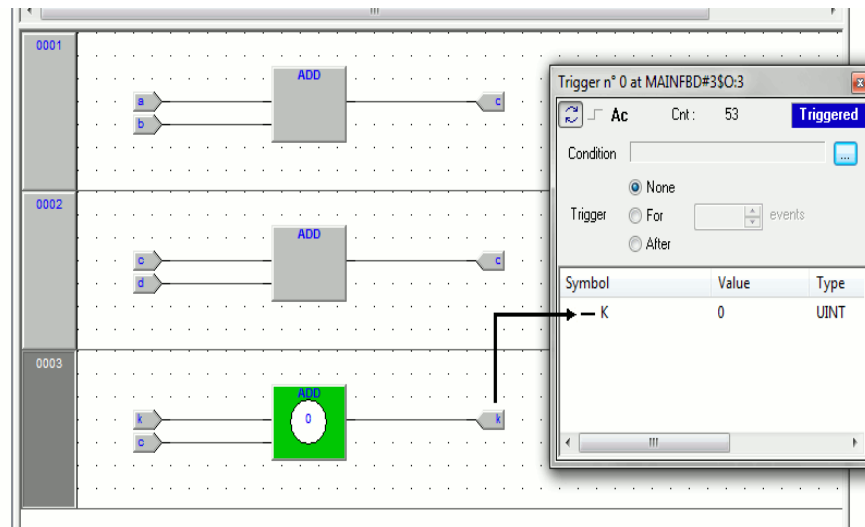 0001
ADD
a
b
c
0002
ADD
c
d
c
0003
ADD
0
k
c
k
Trigger n° 0 at MAINFBD#3$O:3
Ac Cnt: 53 Triggered
Condition ...
None
Trigger For events
After
Symbol Value Type
K 0 UINT